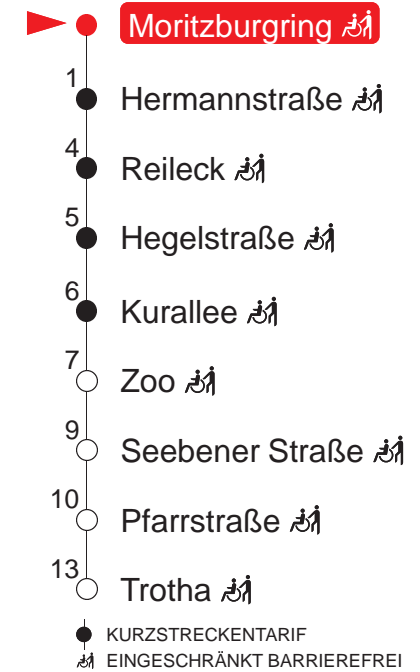 Moritzburgring
1
Hermannstraße
4
Reileck
5
Hegelstraße
6
Kurallee
7
Zoo
9
Seebener Straße
10
Pfarrstraße
13
Trotha
KURZSTRECKENTARIF
EINGESCHRÄNKT BARRIEREFREI